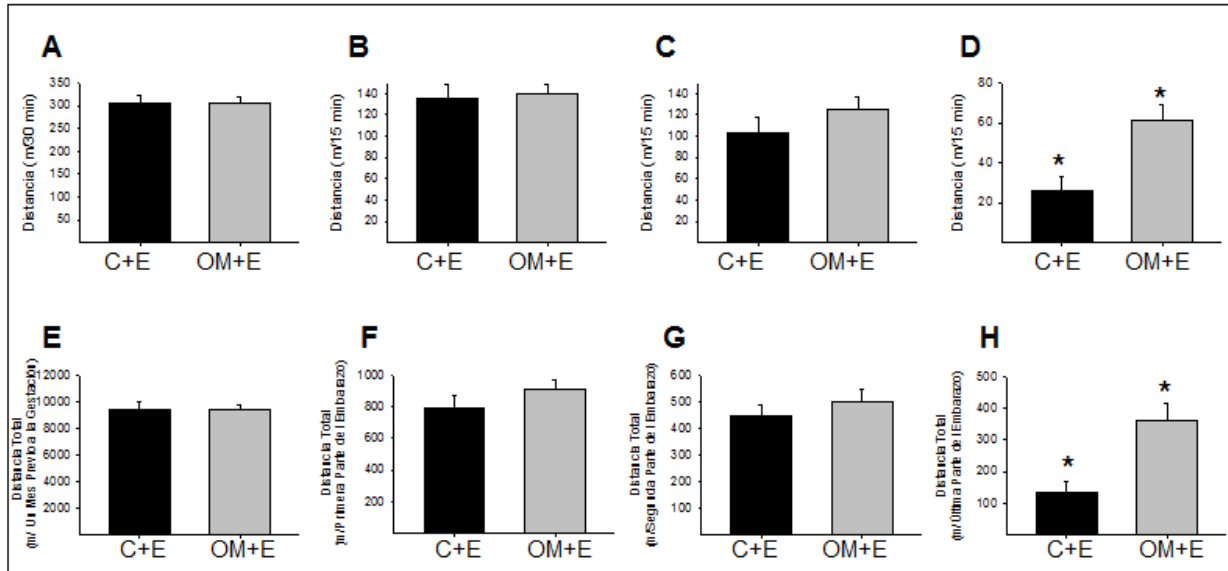 A
Distancia (m/30 min)
350
300
250
200
150
100
50
C+E OM+E
B
Distancia (m/15 min)
140
120
100
80
60
40
20
C+E OM+E
C
Distancia (m/15 min)
140
120
100
80
60
40
20
C+E OM+E
D
Distancia (m/15 min)
80
60
40
20
* *
C+E OM+E
E
Distancia Total
(m/ Un Mes Previo a la Gestación)
12000
10000
8000
6000
4000
2000
C+E OM+E
F
Distancia Total
(m/Primera Parte del Embarazo)
1000
800
600
400
200
C+E OM+E
G
Distancia Total
(m/Segunda Parte del Embarazo)
600
500
400
300
200
100
C+E OM+E
H
Distancia Total
(m/Última Parte del Embarazo)
500
400
300
200
100
* *
C+E OM+E